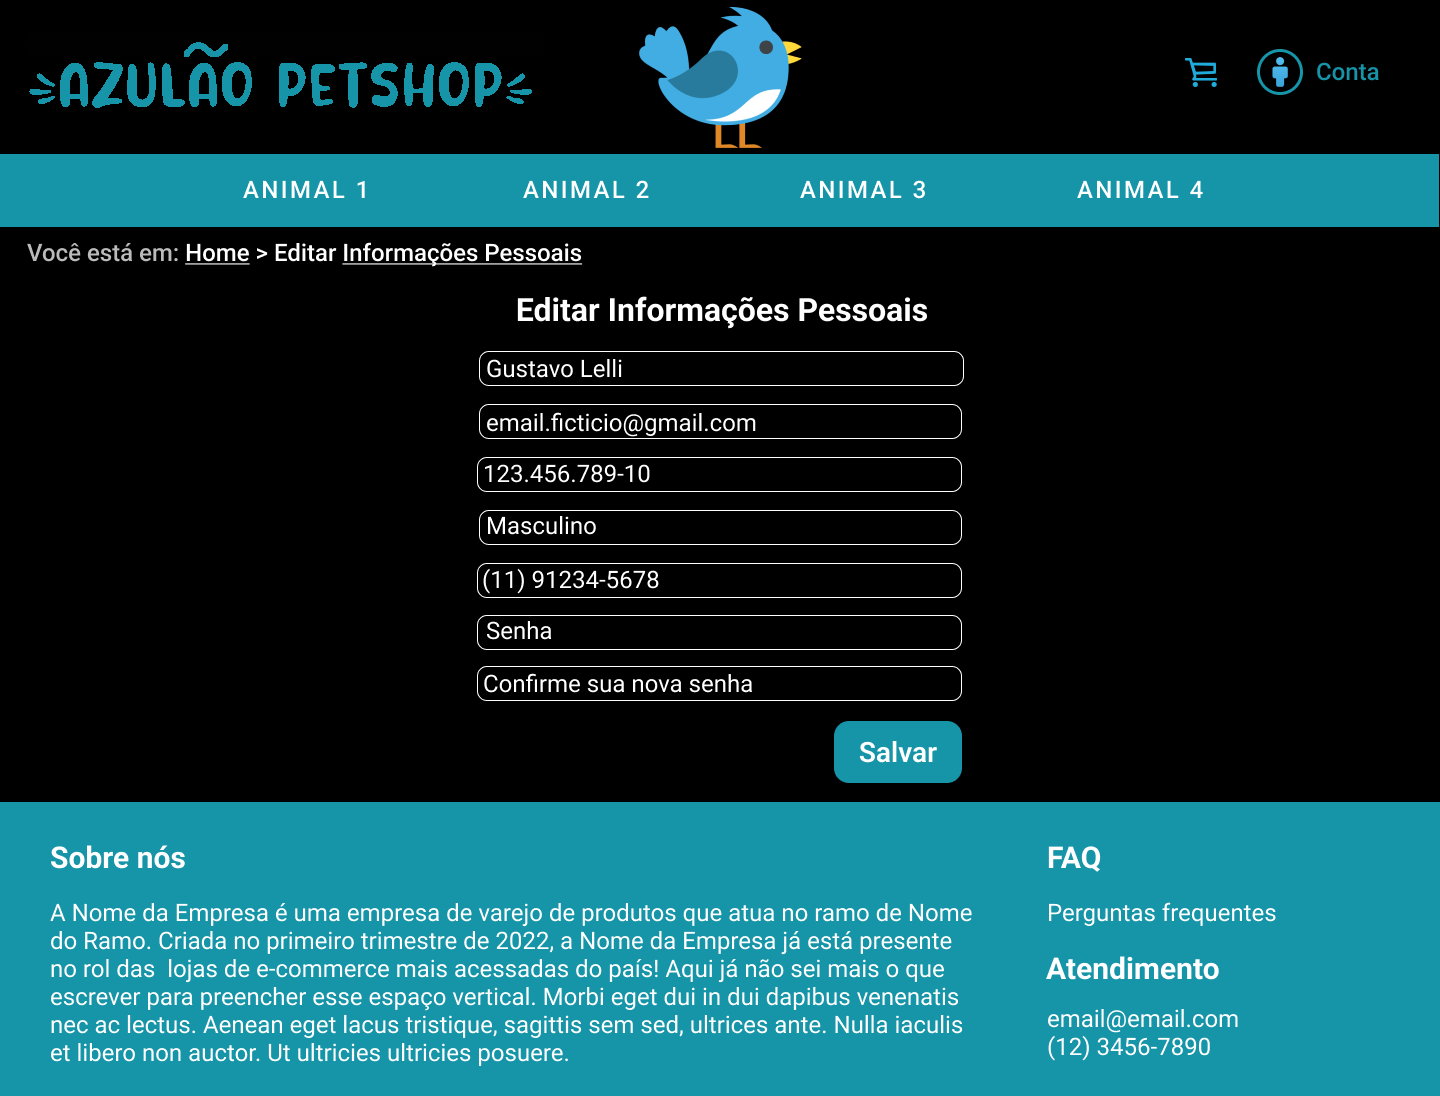 AZULÃO PETSHOP
Conta
ANIMAL 1
ANIMAL 2
ANIMAL 3
ANIMAL 4
Você está em: Home > Editar Informações Pessoais
Editar Informações Pessoais
Gustavo Lelli
email.ficticio@gmail.com
123.456.789-10
Masculino
(11) 91234-5678
Senha
Confirme sua nova senha
Salvar
Sobre nós
A Nome da Empresa é uma empresa de varejo de produtos que atua no ramo de Nome
do Ramo. Criada no primeiro trimestre de 2022, a Nome da Empresa já está presente
no rol das  lojas de e-commerce mais acessadas do país! Aqui já não sei mais o que
escrever para preencher esse espaço vertical. Morbi eget dui in dui dapibus venenatis
nec ac lectus. Aenean eget lacus tristique, sagittis sem sed, ultrices ante. Nulla iaculis
et libero non auctor. Ut ultricies ultricies posuere.
FAQ
Perguntas frequentes
Atendimento
email@email.com
(12) 3456-7890